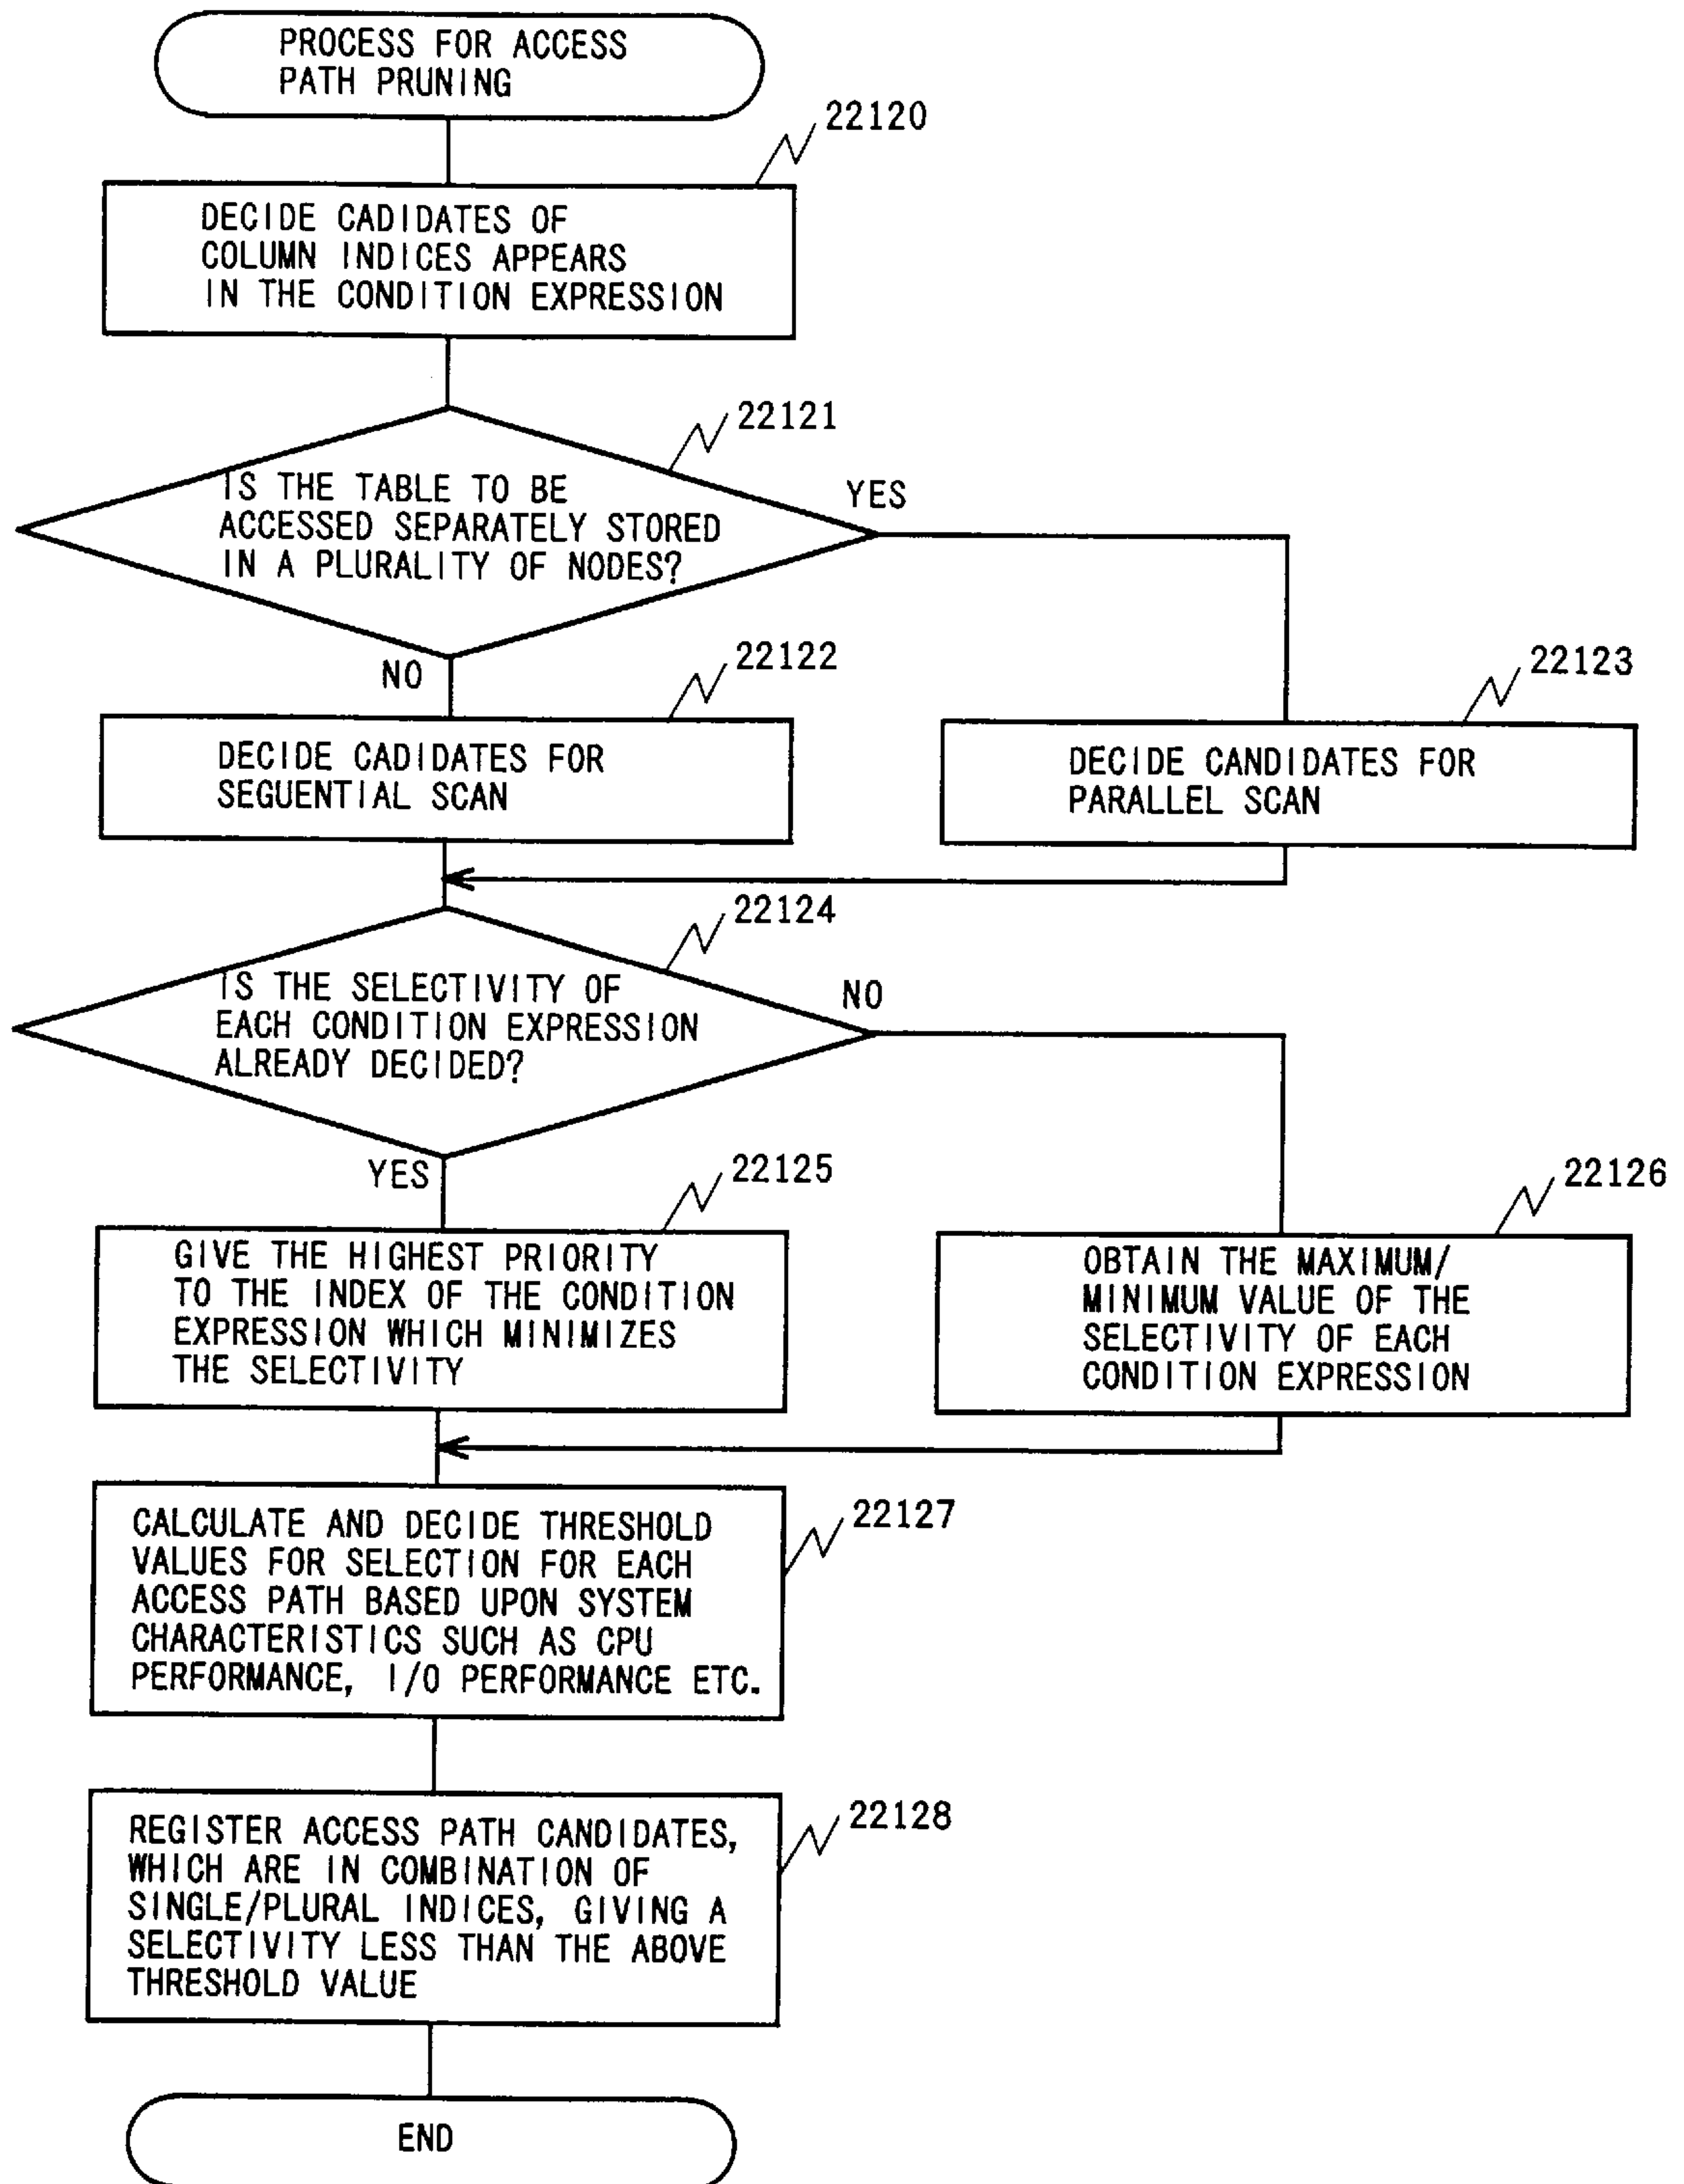 PROCESS FOR ACCESS
PATH PRUNING
22120
DECIDE CADIDATES OF
COLUMN INDICES APPEARS
IN THE CONDITION EXPRESSION
22121
IS THE TABLE TO BE
ACCESSED SEPARATELY STORED
IN A PLURALITY OF NODES?
YES
NO
22122
DECIDE CADIDATES FOR
SEGUENTIAL SCAN
22123
DECIDE CANDIDATES FOR
PARALLEL SCAN
22124
IS THE SELECTIVITY OF
EACH CONDITION EXPRESSION
ALREADY DECIDED?
NO
YES
22125
GIVE THE HIGHEST PRIORITY
TO THE INDEX OF THE CONDITION
EXPRESSION WHICH MINIMIZES
THE SELECTIVITY
22126
OBTAIN THE MAXIMUM/
MINIMUM VALUE OF THE
SELECTIVITY OF EACH
CONDITION EXPRESSION
22127
CALCULATE AND DECIDE THRESHOLD
VALUES FOR SELECTION FOR EACH
ACCESS PATH BASED UPON SYSTEM
CHARACTERISTICS SUCH AS CPU
PERFORMANCE, I/O PERFORMANCE ETC.
22128
REGISTER ACCESS PATH CANDIDATES,
WHICH ARE IN COMBINATION OF
SINGLE/PLURAL INDICES, GIVING A
SELECTIVITY LESS THAN THE ABOVE
THRESHOLD VALUE
END